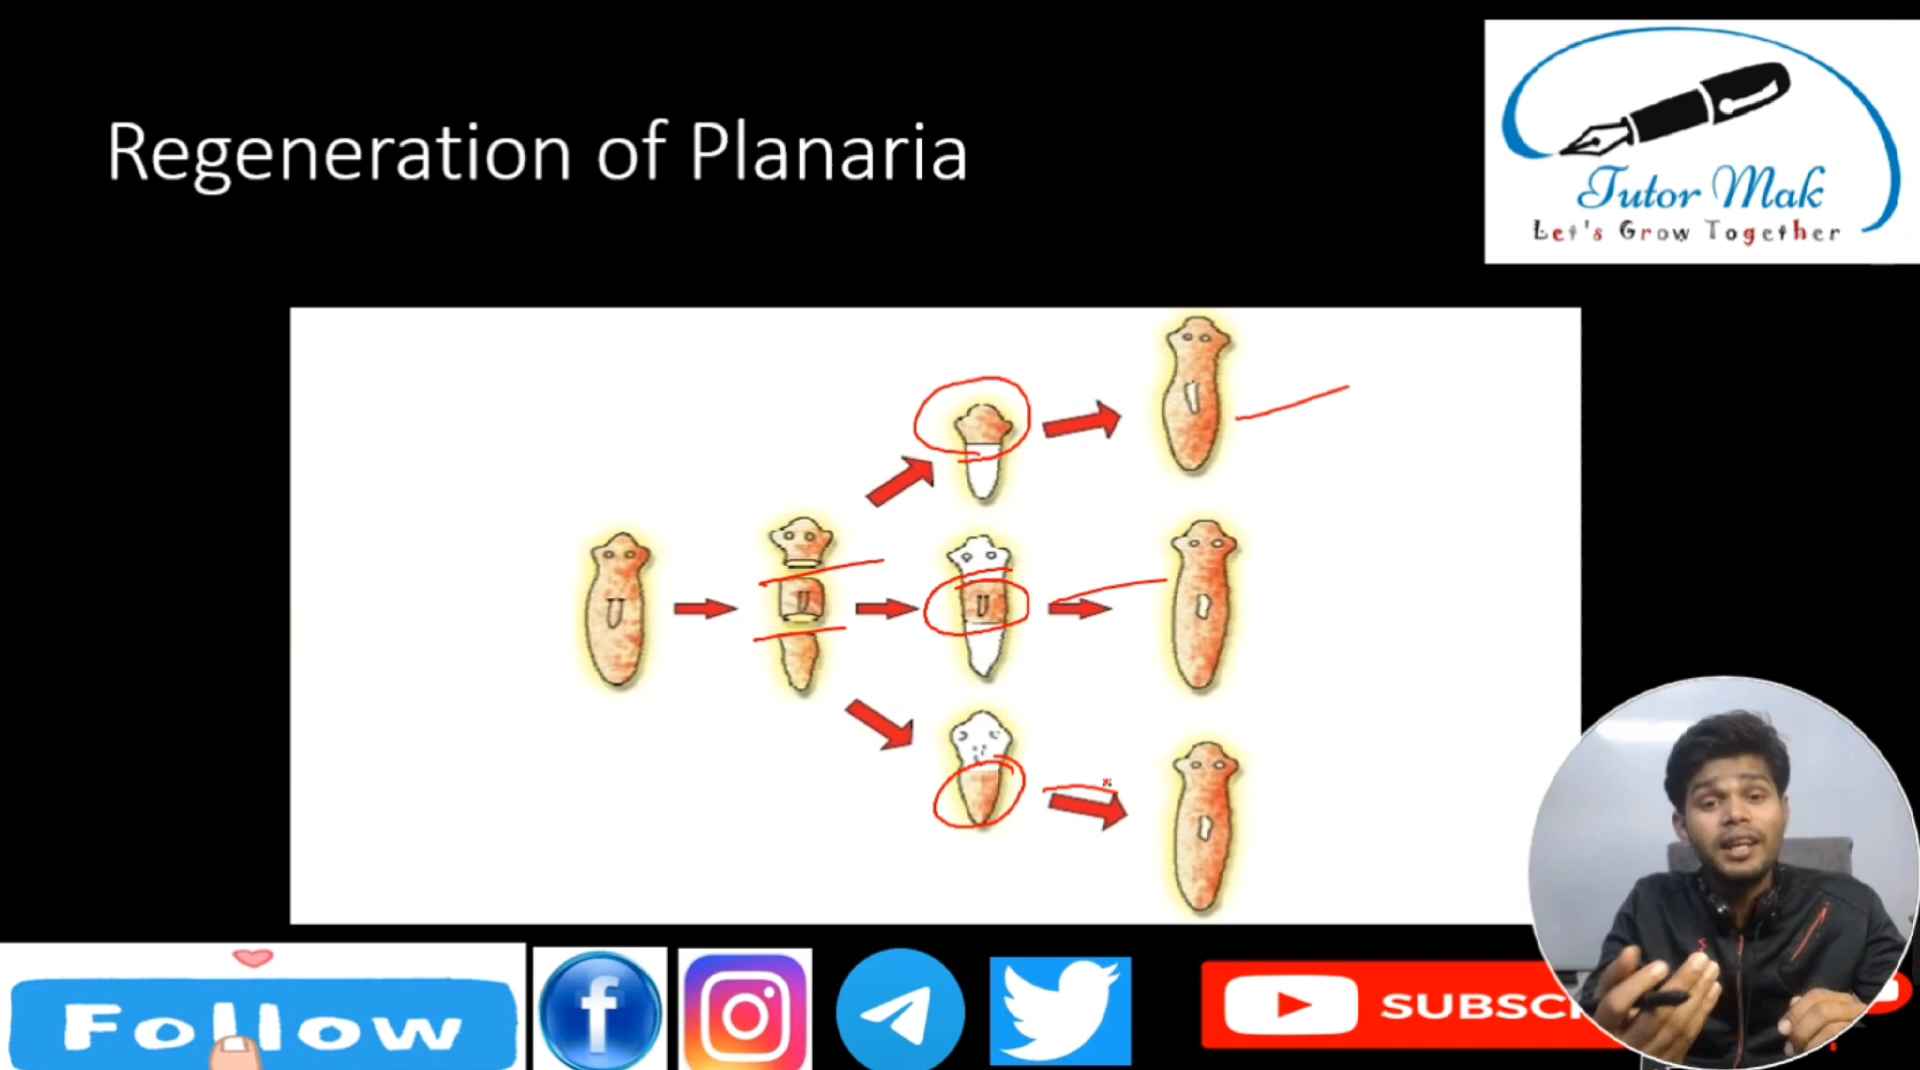 Regeneration of Planaria
Tutor Mak
Let's Grow Together
Follow
f
SUBSC